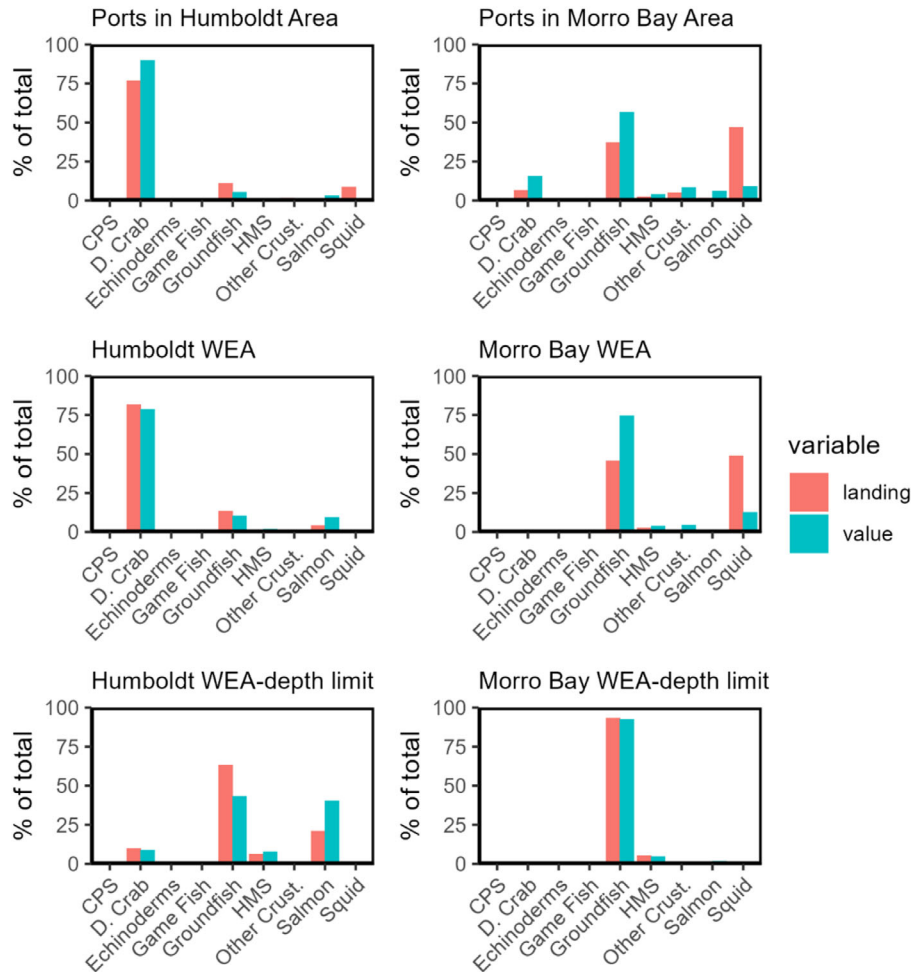 Ports in Humboldt Area
100
75
50
25
0
% of total
CPS
D. Crab
Echinoderms
Game Fish
Groundfish
HMS
Other Crust.
Salmon
Squid
Ports in Morro Bay Area
100
75
50
25
0
% of total
CPS
D. Crab
Echinoderms
Game Fish
Groundfish
HMS
Other Crust.
Salmon
Squid
Humboldt WEA
100
75
50
25
0
% of total
CPS
D. Crab
Echinoderms
Game Fish
Groundfish
HMS
Other Crust.
Salmon
Squid
Morro Bay WEA
100
75
50
25
0
% of total
CPS
D. Crab
Echinoderms
Game Fish
Groundfish
HMS
Other Crust.
Salmon
Squid
variable
landing
value
Humboldt WEA-depth limit
100
75
50
25
0
% of total
CPS
D. Crab
Echinoderms
Game Fish
Groundfish
HMS
Other Crust.
Salmon
Squid
Morro Bay WEA-depth limit
100
75
50
25
0
% of total
CPS
D. Crab
Echinoderms
Game Fish
Groundfish
HMS
Other Crust.
Salmon
Squid